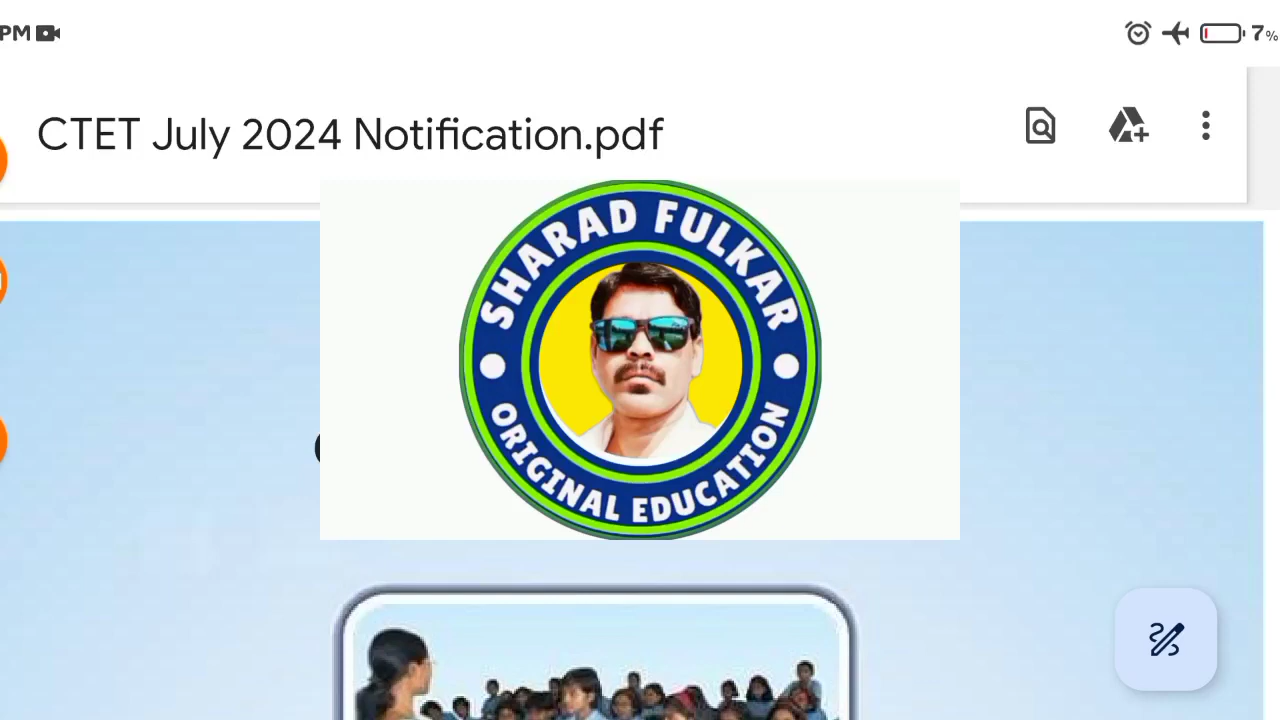 PM
7%
CTET July 2024 Notification.pdf
SHARAD FULKAR
ORIGINAL EDUCATION